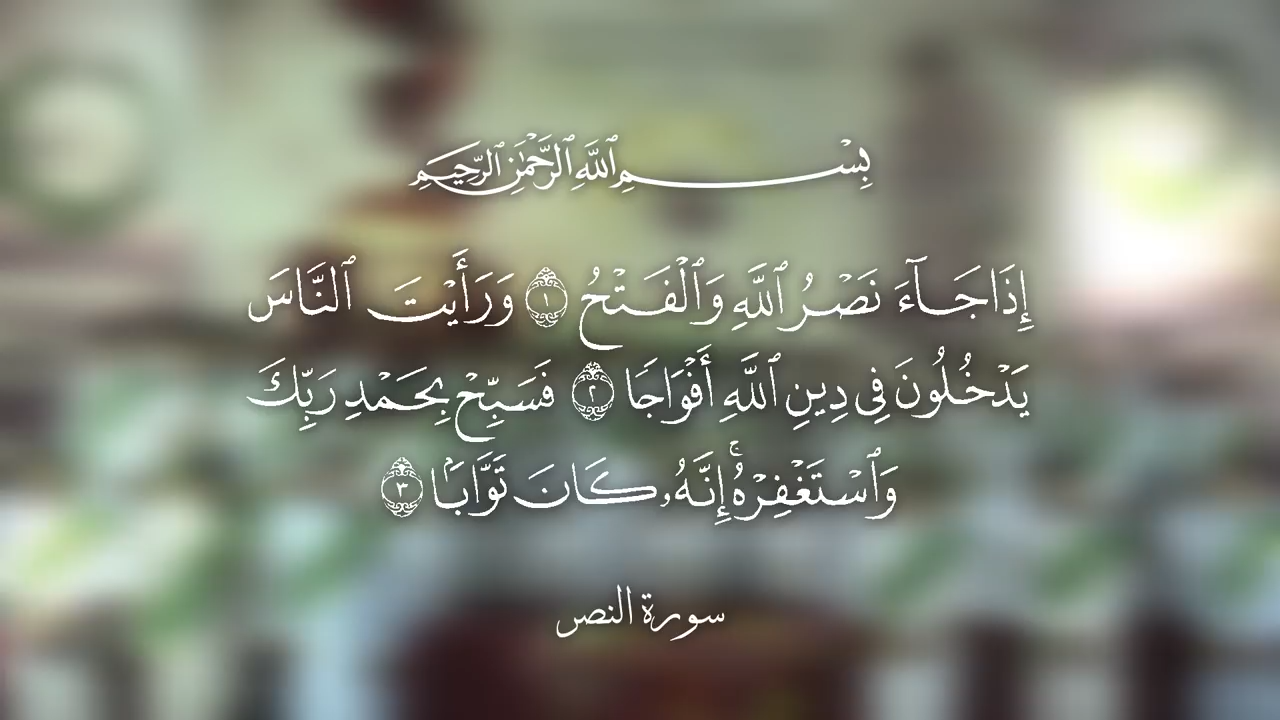 بِسْمِ ٱللَّهِ ٱلرَّحْمَٰنِ ٱلرَّحِيمِ
إِذَا جَآءَ نَصْرُ ٱللَّهِ وَٱلْفَتْحُ ١ وَرَأَيْتَ ٱلنَّاسَ
يَدْخُلُونَ فِى دِينِ ٱللَّهِ أَفْوَاجًا ٢ فَسَبِّحْ بِحَمْدِ رَبِّكَ
وَٱسْتَغْفِرْهُ ۚ إِنَّهُۥ كَانَ تَوَّابًۢا ٣
سورة النصر